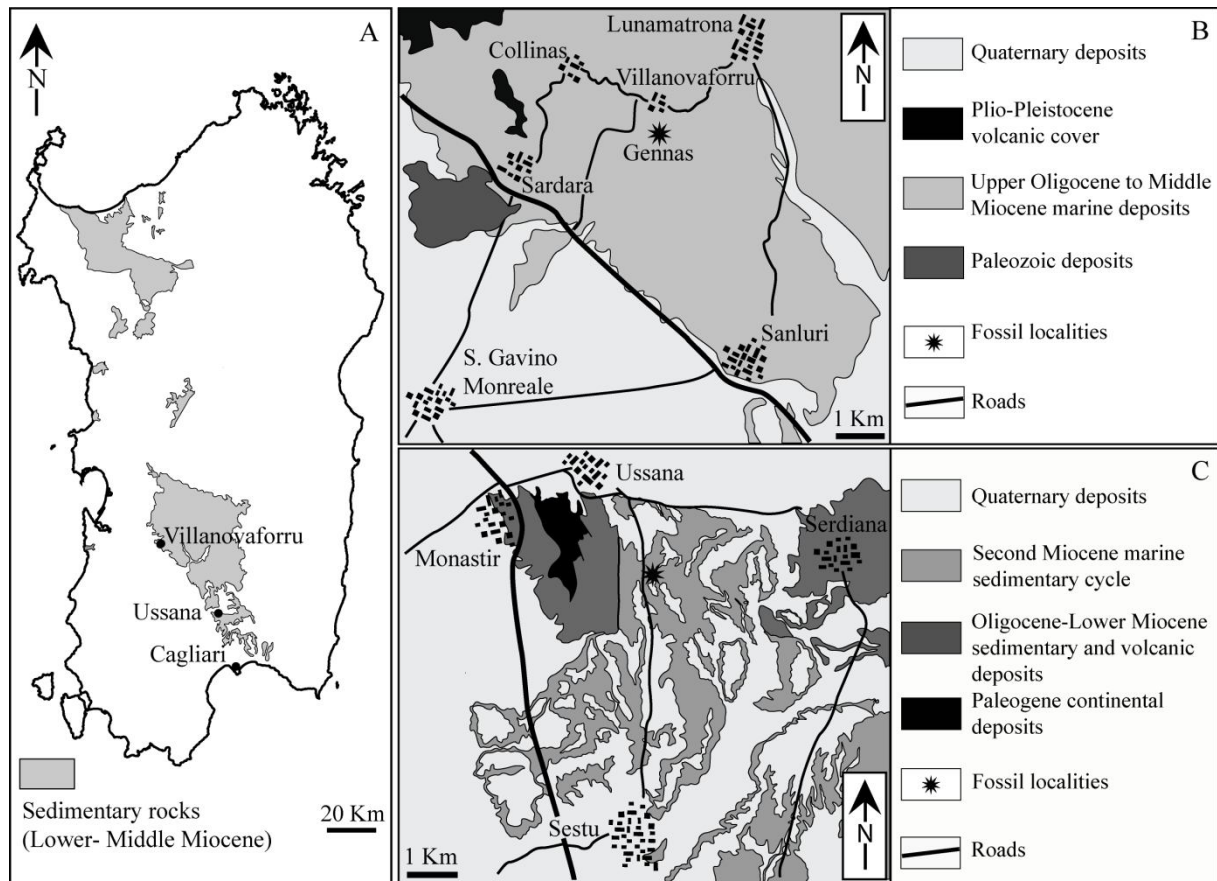 A
N
Villanovaforru
Ussana
Cagliari
Sedimentary rocks
(Lower- Middle Miocene)
20 Km
B
N
Lunamatrona
Collinas
Villanovaforru
Gennas
Sardara
Sanluri
S. Gavino
Monreale
1 Km
Quaternary deposits
Plio-Pleistocene
volcanic cover
Upper Oligocene to Middle
Miocene marine deposits
Paleozoic deposits
Fossil localities
Roads
C
Ussana
Serdiana
Monastir
Sestu
1 Km
N
Quaternary deposits
Second Miocene marine
sedimentary cycle
Oligocene-Lower Miocene
sedimentary and volcanic
deposits
Paleogene continental
deposits
Fossil localities
Roads